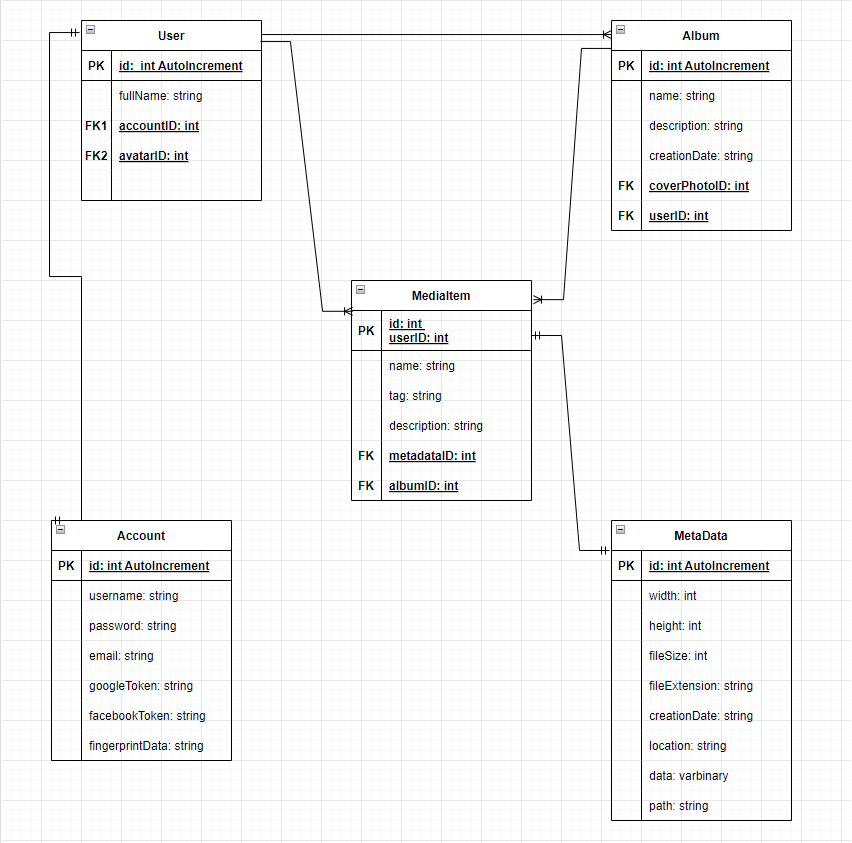 User
PK id: int AutoIncrement
fullName: string
FK1 accountID: int
FK2 avatarID: int
Album
PK id: int AutoIncrement
name: string
description: string
creationDate: string
FK coverPhotoID: int
FK userID: int
MediaItem
PK id: int
userID: int
name: string
tag: string
description: string
FK metadataID: int
FK albumID: int
Account
PK id: int AutoIncrement
username: string
password: string
email: string
googleToken: string
facebookToken: string
fingerprintData: string
MetaData
PK id: int AutoIncrement
width: int
height: int
fileSize: int
fileExtension: string
creationDate: string
location: string
data: varbinary
path: string